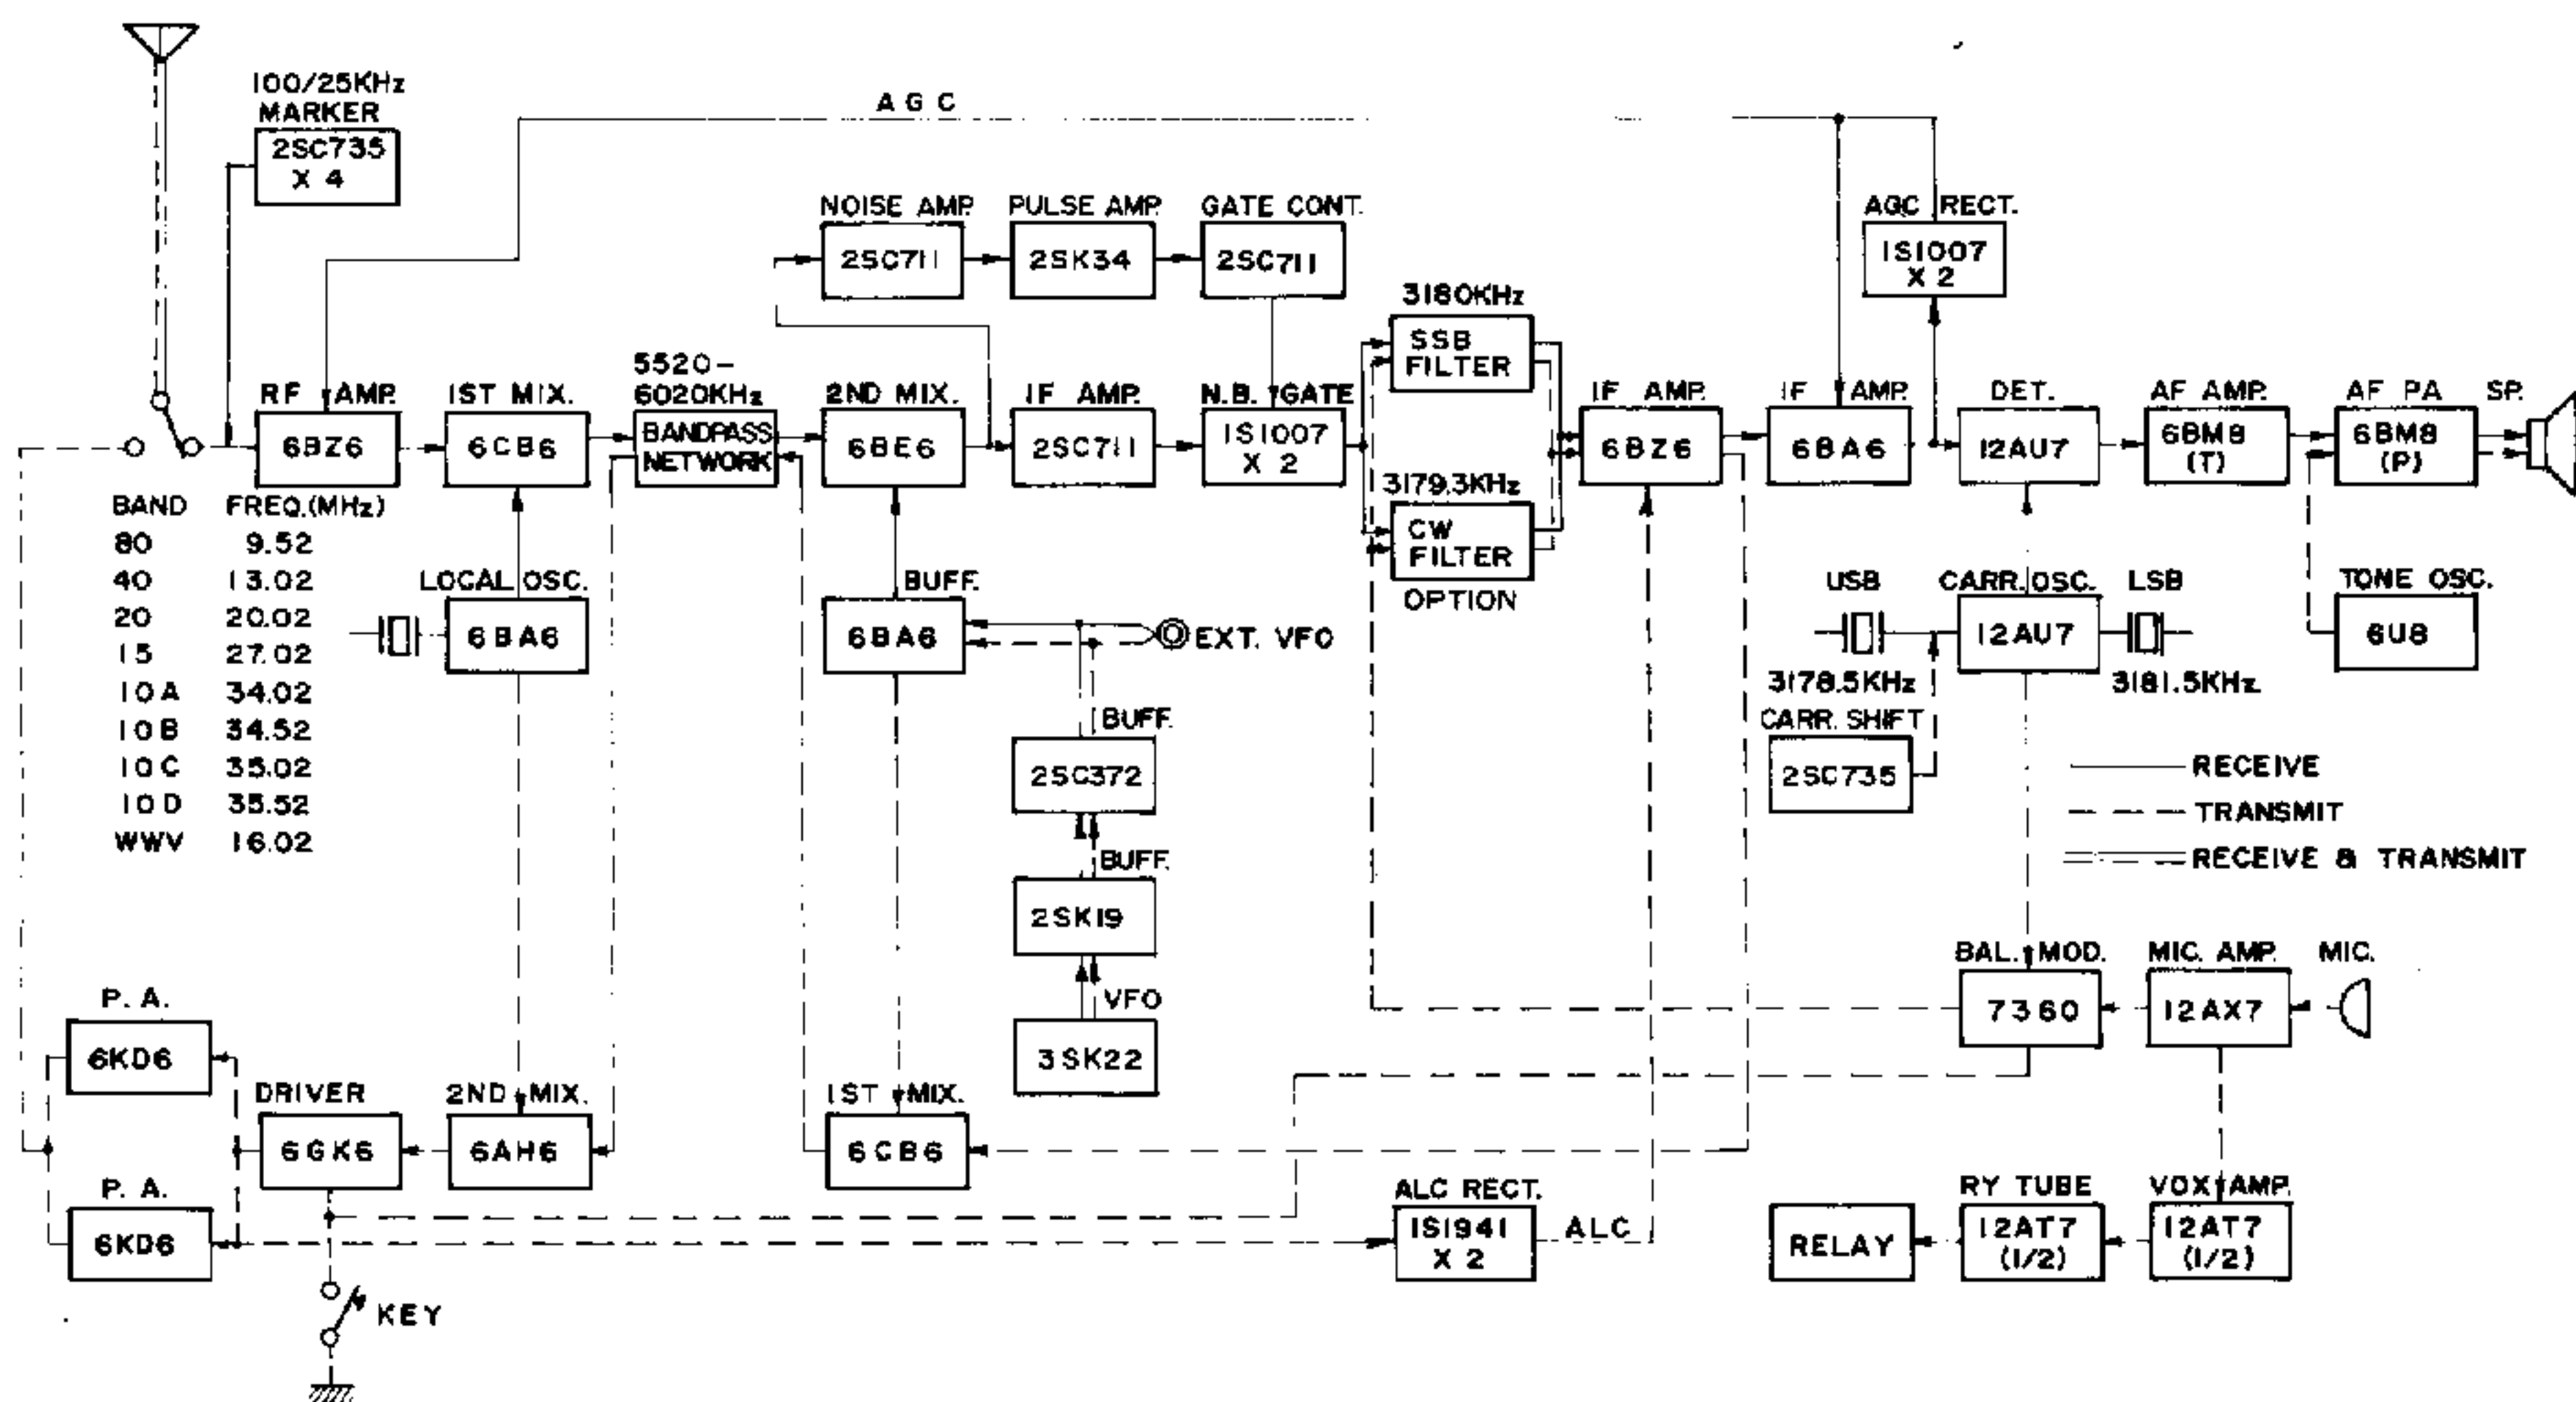 100/25KHz
MARKER
2SC735
X 4
AGC
NOISE AMP.
2SC711
PULSE AMP.
2SK34
GATE CONT.
2SC711
AGC RECT.
1S1007
X 2
3180KHz
SSB
FILTER
3179.3KHz
CW
FILTER
OPTION
RF AMP.
6BZ6
1ST MIX.
6CB6
5520-
6020KHz
BANDPASS
NETWORK
2ND MIX.
6BE6
IF AMP.
2SC711
N.B. GATE
1S1007
X 2
IF AMP.
6BZ6
IF AMP.
6BA6
DET.
12AU7
AF AMP.
6BM8
(T)
AF PA
6BM8
(P)
SP.
BAND FREQ.(MHz)
80 9.52
40 13.02
20 20.02
15 27.02
10A 34.02
10B 34.52
10C 35.02
10D 35.52
WWV 16.02
LOCAL OSC.
6BA6
BUFF.
6BA6
EXT. VFO
BUFF.
2SC372
BUFF.
2SK19
VFO
3SK22
USB
3178.5KHz
CARR. OSC.
12AU7
LSB
3181.5KHz
TONE OSC.
6U8
CARR. SHIFT
2SC735
RECEIVE
TRANSMIT
RECEIVE & TRANSMIT
BAL. MOD.
7360
MIC. AMP.
12AX7
MIC.
P. A.
6KD6
P. A.
6KD6
DRIVER
6GK6
2ND MIX.
6AH6
1ST MIX.
6CB6
ALC RECT.
1S1941
X 2
ALC
RELAY
RY TUBE
12AT7
(1/2)
VOX AMP.
12AT7
(1/2)
KEY